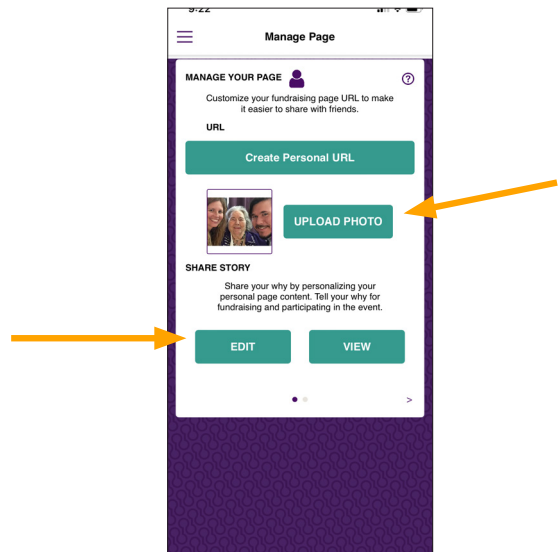 9:22
Manage Page
MANAGE YOUR PAGE
?
Customize your fundraising page URL to make
it easier to share with friends.
URL
Create Personal URL
UPLOAD PHOTO
SHARE STORY
Share your why by personalizing your
personal page content. Tell your why for
fundraising and participating in the event.
EDIT
VIEW
>